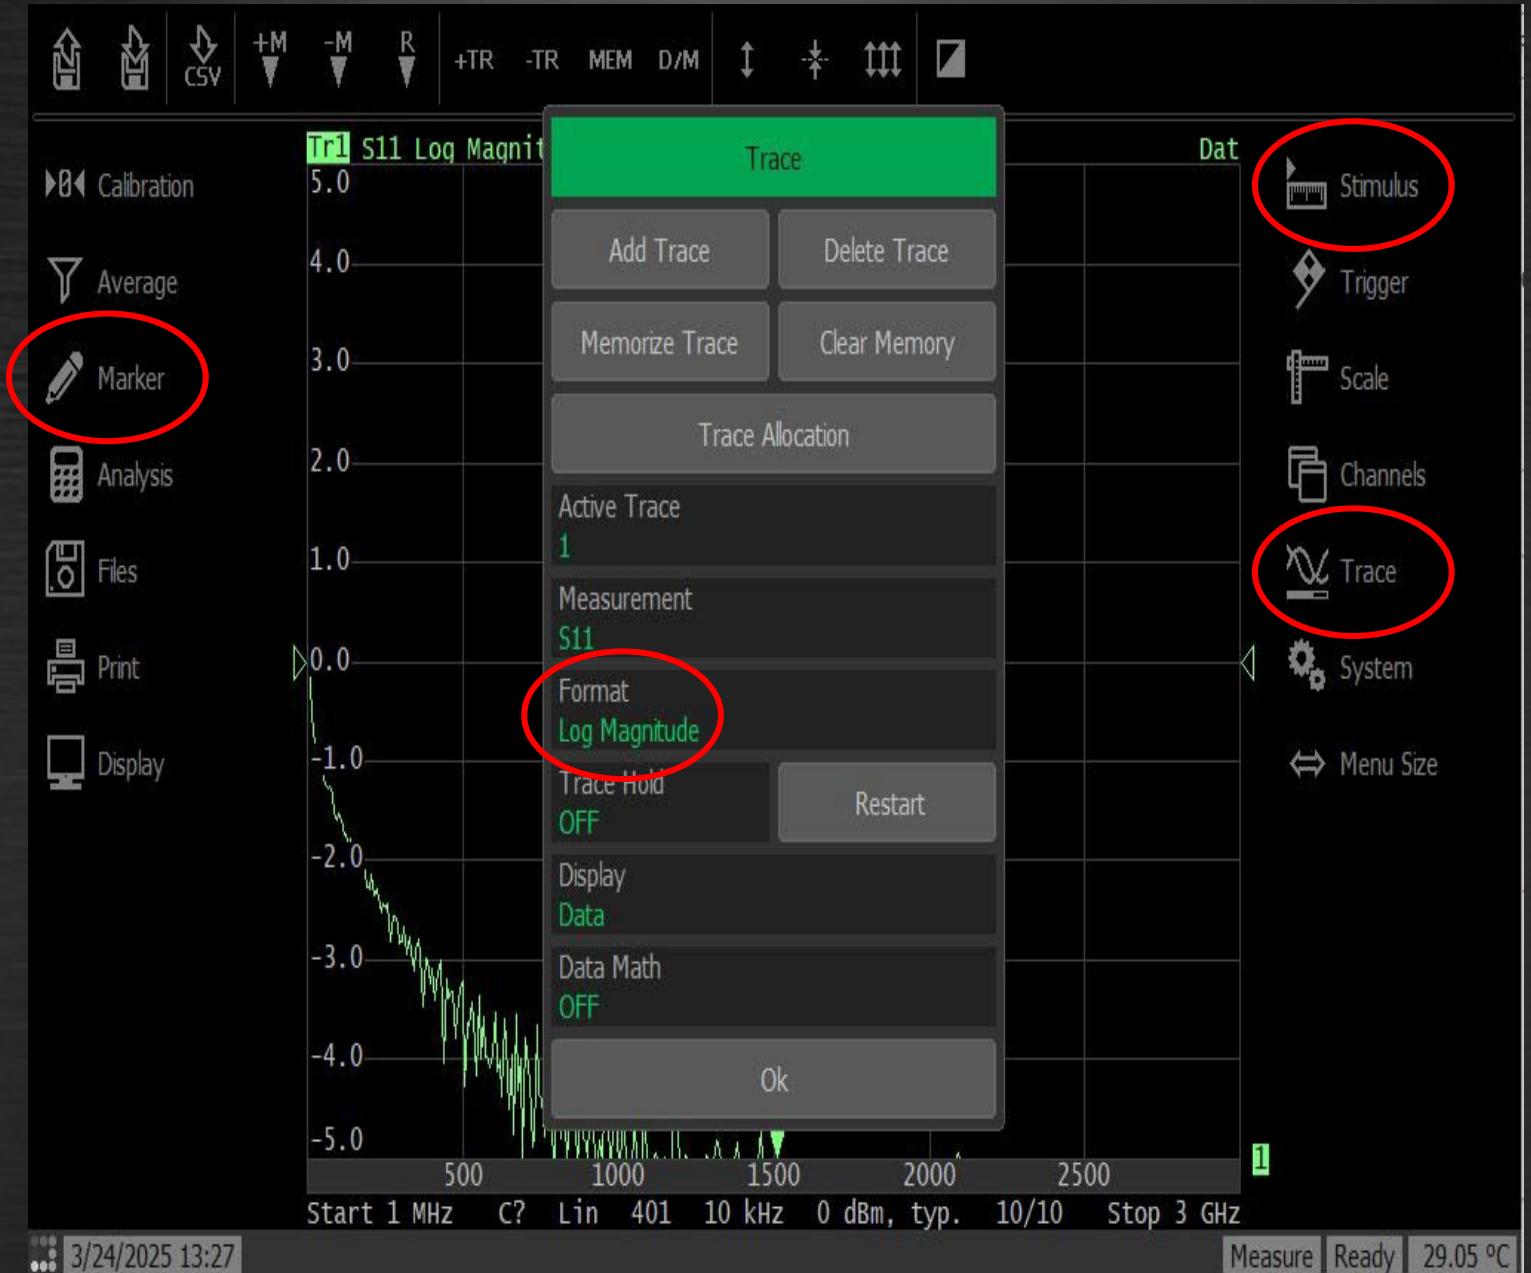 +M -M R
CSV +TR -TR MEM D/M
Calibration
Average
Marker
Analysis
Files
Print
Display
Tr1 S11 Log Magnit
Dat
5.0
4.0
3.0
2.0
1.0
0.0
-1.0
-2.0
-3.0
-4.0
-5.0
500 1000 1500 2000 2500
Start 1 MHz C? Lin 401 10 kHz 0 dBm, typ. 10/10 Stop 3 GHz
Trace
Add Trace Delete Trace
Memorize Trace Clear Memory
Trace Allocation
Active Trace
1
Measurement
S11
Format
Log Magnitude
Trace Hold
OFF
Restart
Display
Data
Data Math
OFF
Ok
Stimulus
Trigger
Scale
Channels
Trace
System
Menu Size
1
3/24/2025 13:27 Measure Ready 29.05 ºC